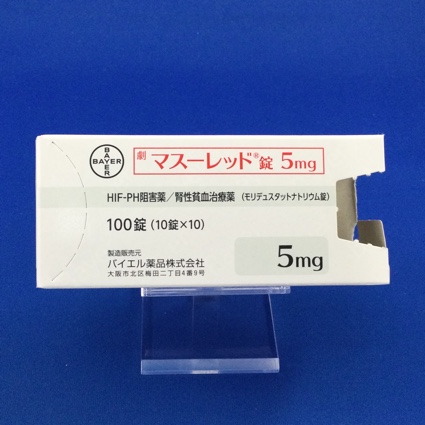 BAYER
BAYER
劇 マスーレッド®錠 5mg
HIF-PH阻害薬／腎性貧血治療薬 (モリデュスタットナトリウム錠)
100錠 (10錠×10)
製造販売元
バイエル薬品株式会社
大阪市北区梅田二丁目4番9号
5mg